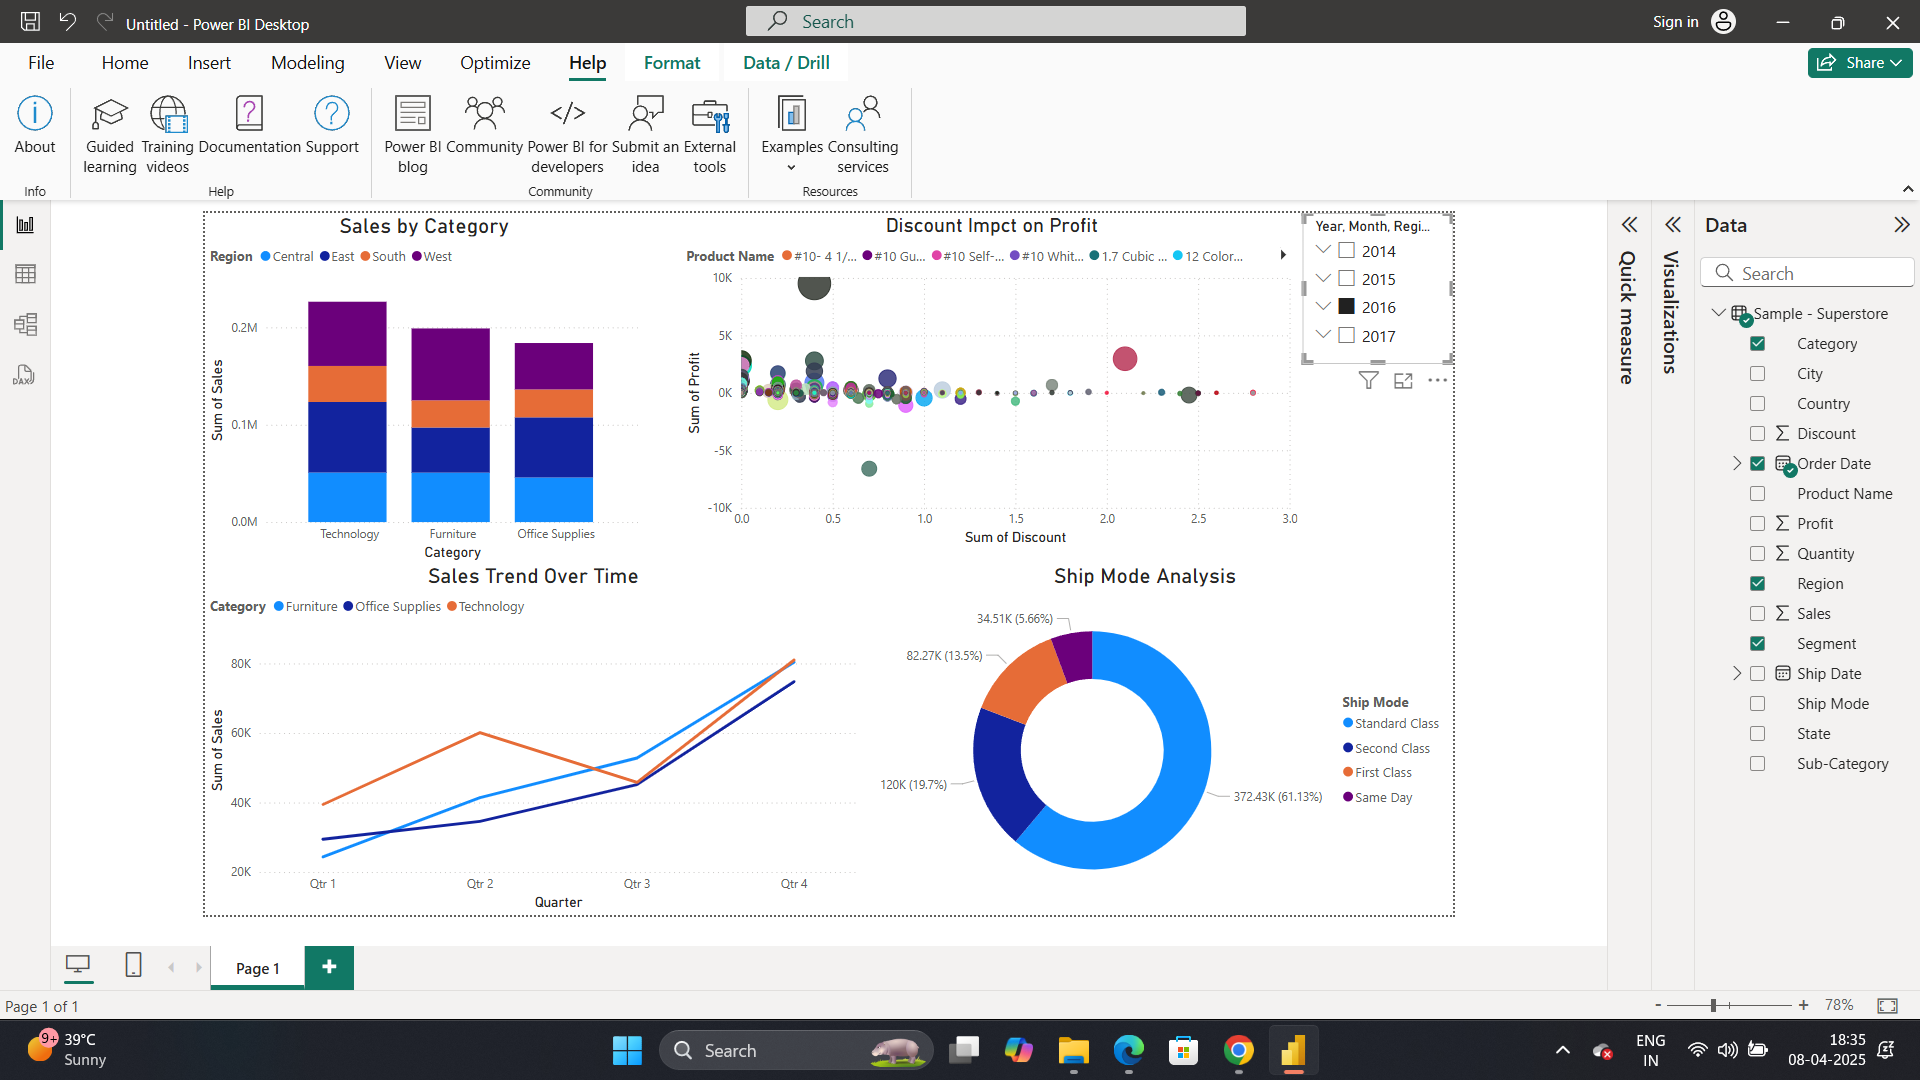 Untitled - Power BI Desktop
Search
Sign in
File Home Insert Modeling View Optimize Help Format Data / Drill
Share
About
Guided learning
Training videos
Documentation
Support
Power BI blog
Community
Power BI for developers
Submit an idea
External tools
Examples
Consulting services
Info
Help
Community
Resources
Sales by Category
Region Central East South West
Sum of Sales
0.2M
0.1M
0.0M
Technology Furniture Office Supplies
Category
Discount Impct on Profit
Product Name #10- 4 1/... #10 Gu... #10 Self-... #10 Whit... 1.7 Cubic ... 12 Color...
Sum of Profit
10K
5K
0K
-5K
-10K
0.0 0.5 1.0 1.5 2.0 2.5 3.0
Sum of Discount
Year, Month, Regi...
2014
2015
2016
2017
Sales Trend Over Time
Category Furniture Office Supplies Technology
Sum of Sales
80K
60K
40K
20K
Qtr 1 Qtr 2 Qtr 3 Qtr 4
Quarter
Ship Mode Analysis
34.51K (5.66%)
82.27K (13.5%)
120K (19.7%)
372.43K (61.13%)
Ship Mode
Standard Class
Second Class
First Class
Same Day
Quick measure
Visualizations
Data
Search
Sample - Superstore
Category
City
Country
Discount
Order Date
Product Name
Profit
Quantity
Region
Sales
Segment
Ship Date
Ship Mode
State
Sub-Category
DAX
Page 1
Page 1 of 1
- + 78%
9+
39°C
Sunny
Search
ENG
IN
18:35
08-04-2025